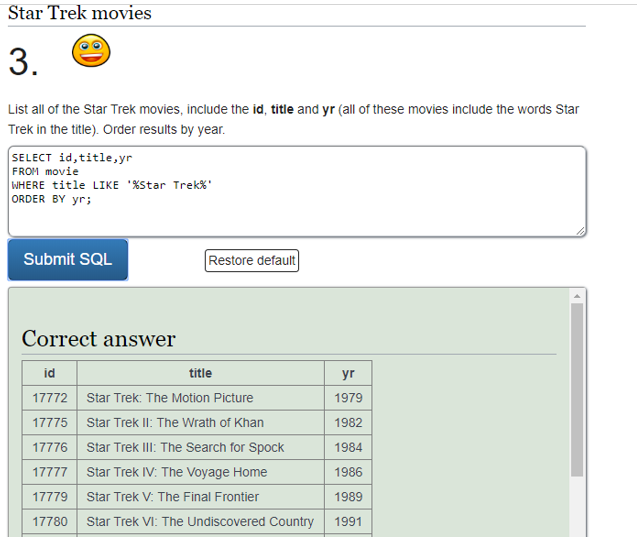 Star Trek movies
3.
List all of the Star Trek movies, include the id, title and yr (all of these movies include the words Star
Trek in the title). Order results by year.
SELECT id,title,yr
FROM movie
WHERE title LIKE '%Star Trek%'
ORDER BY yr;
Submit SQL Restore default
Correct answer
id title yr
17772 Star Trek: The Motion Picture 1979
17775 Star Trek II: The Wrath of Khan 1982
17776 Star Trek III: The Search for Spock 1984
17777 Star Trek IV: The Voyage Home 1986
17779 Star Trek V: The Final Frontier 1989
17780 Star Trek VI: The Undiscovered Country 1991